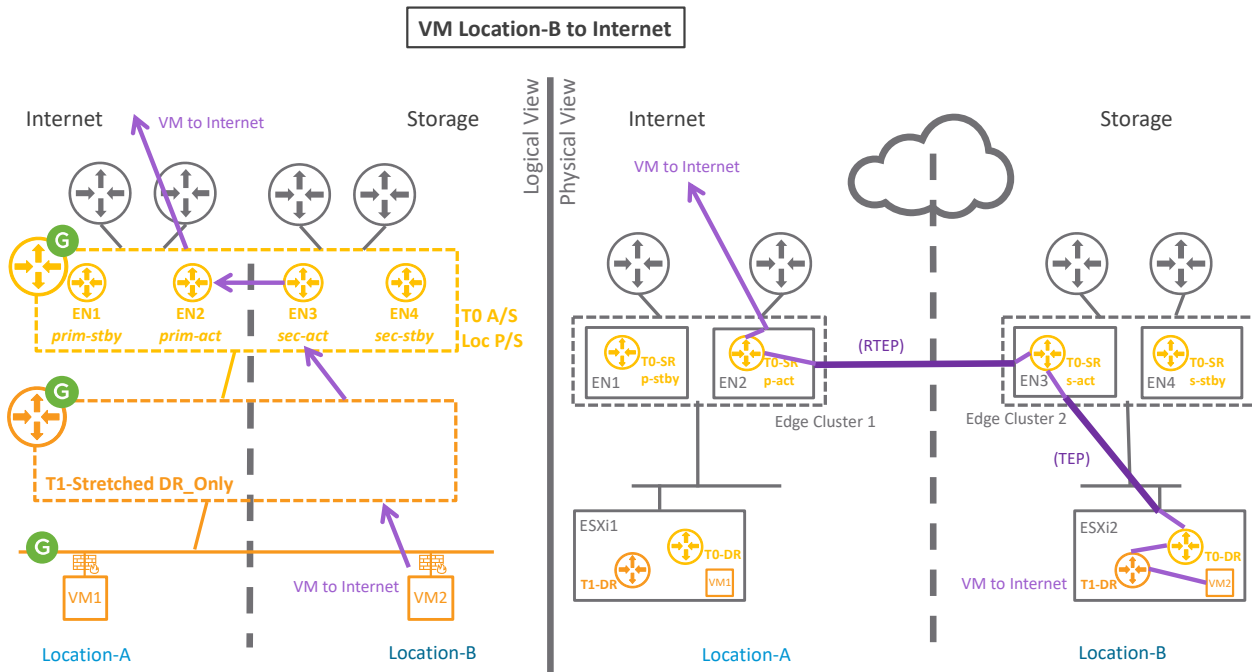 VM Location-B to Internet
Logical View
Physical View
Internet
VM to Internet
Storage
G
EN1
prim-stby
EN2
prim-act
EN3
sec-act
EN4
sec-stby
T0 A/S
Loc P/S
G
T1-Stretched DR_Only
G
VM1
VM to Internet
VM2
Location-A
Location-B
Internet
Storage
VM to Internet
EN1
T0-SR
p-stby
EN2
T0-SR
p-act
(RTEP)
EN3
T0-SR
s-act
EN4
T0-SR
s-stby
Edge Cluster 1
Edge Cluster 2
(TEP)
ESXi1
T0-DR
T1-DR
VM1
ESXi2
T0-DR
VM to Internet
T1-DR
VM2
Location-A
Location-B